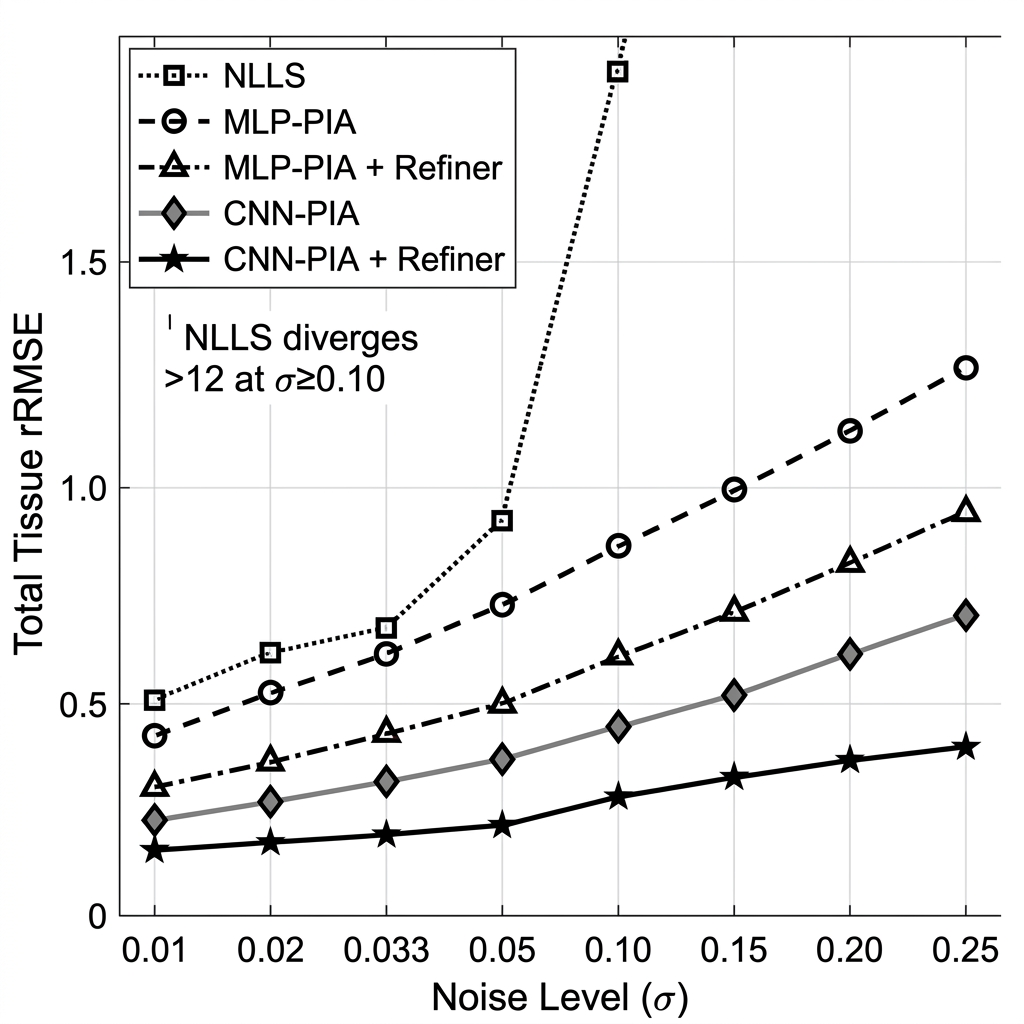 NLLS
MLP-PIA
MLP-PIA + Refiner
CNN-PIA
CNN-PIA + Refiner
1.5
NLLS diverges
>12 at σ≥0.10
Total Tissue rRMSE
1.0
0.5
0
0.01 0.02 0.033 0.05 0.10 0.15 0.20 0.25
Noise Level (σ)